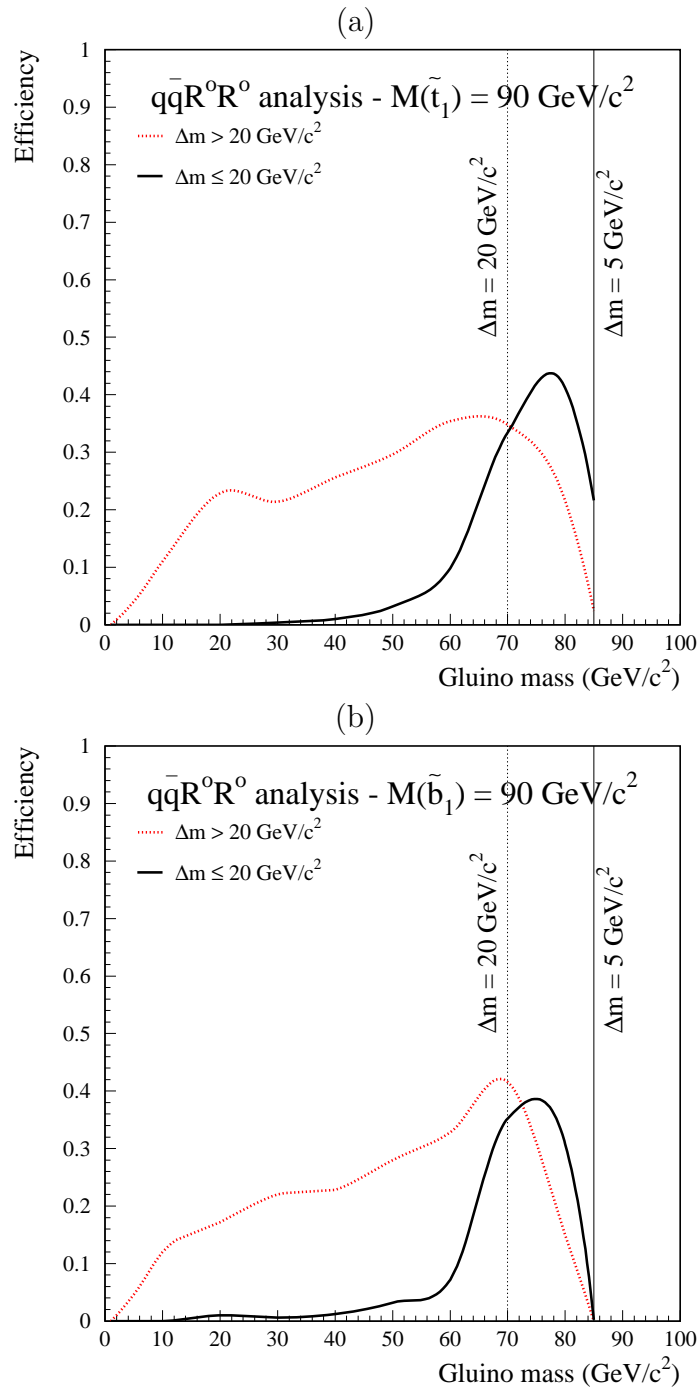 (a)
Efficiency
qq̄R⁰R⁰ analysis - M(t̃₁) = 90 GeV/c²
Δm > 20 GeV/c²
Δm ≤ 20 GeV/c²
Δm = 20 GeV/c²
Δm = 5 GeV/c²
1
0.9
0.8
0.7
0.6
0.5
0.4
0.3
0.2
0.1
0
0 10 20 30 40 50 60 70 80 90 100
Gluino mass (GeV/c²)
(b)
Efficiency
qq̄R⁰R⁰ analysis - M(b̃₁) = 90 GeV/c²
Δm > 20 GeV/c²
Δm ≤ 20 GeV/c²
Δm = 20 GeV/c²
Δm = 5 GeV/c²
1
0.9
0.8
0.7
0.6
0.5
0.4
0.3
0.2
0.1
0
0 10 20 30 40 50 60 70 80 90 100
Gluino mass (GeV/c²)